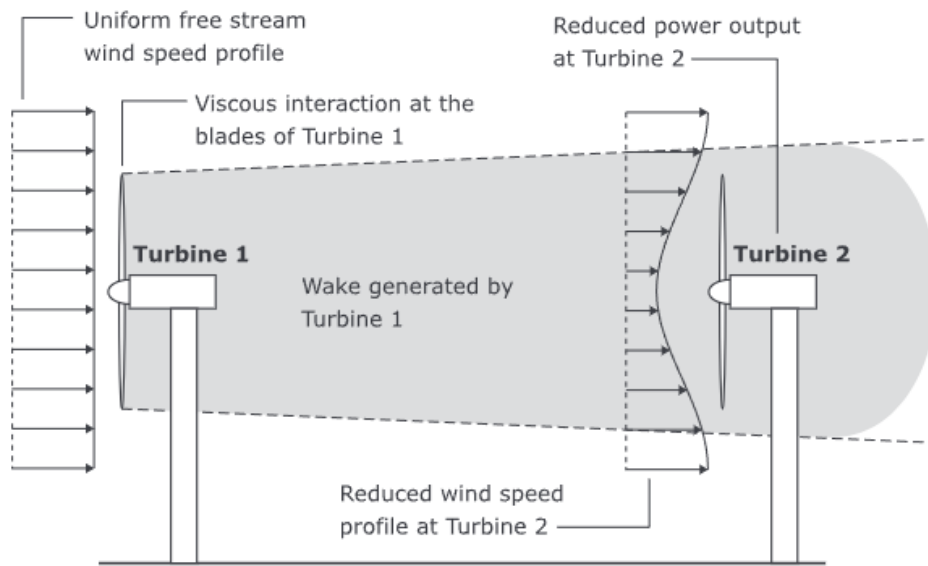 Uniform free stream
wind speed profile
Reduced power output
at Turbine 2
Viscous interaction at the
blades of Turbine 1
Turbine 1
Turbine 2
Wake generated by
Turbine 1
Reduced wind speed
profile at Turbine 2